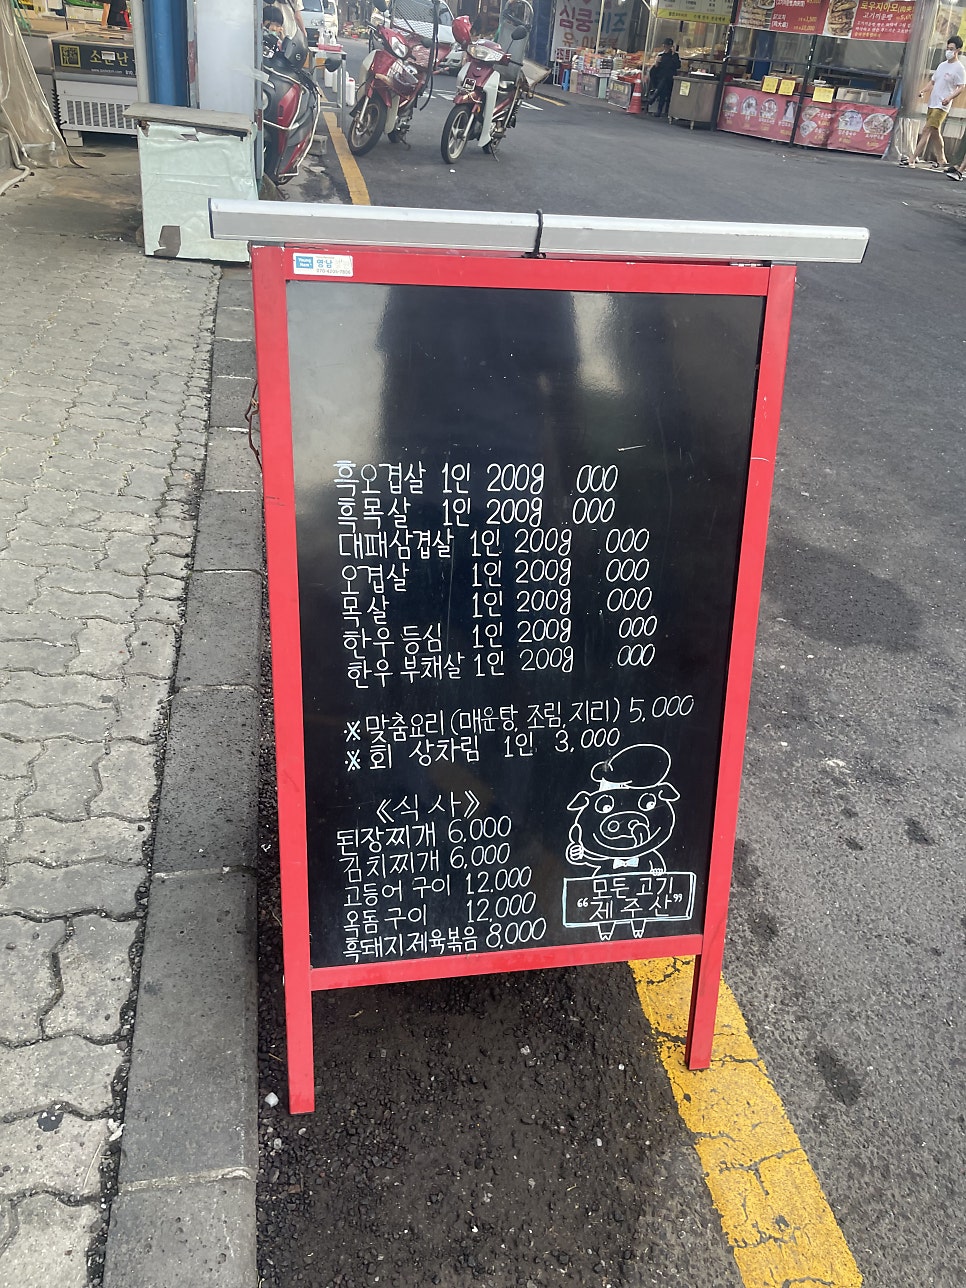 소문난
영남
흑오겹살 1인 200g 000
흑목살 1인 200g 000
대패삼겹살 1인 200g 000
오겹살 1인 200g 000
목살 1인 200g 000
한우 등심 1인 200g 000
한우 부채살 1인 200g 000
※ 맞춤요리 (매운탕, 조림, 지리) 5,000
※ 회 상차림 1인 3,000
《식사》
된장찌개 6,000
김치찌개 6,000
고등어 구이 12,000
옥돔 구이 12,000
흑돼지제육볶음 8,000
모든 고기
“제주산”